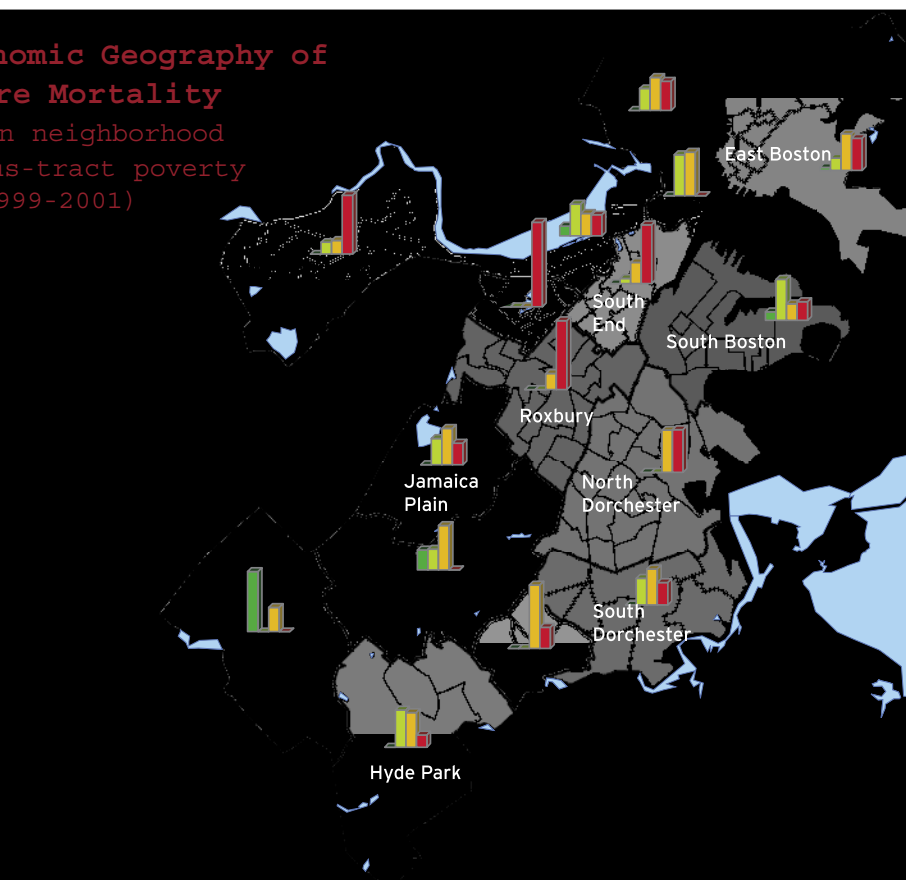 nomic Geography of
re Mortality
n neighborhood
us-tract poverty
999-2001)
East Boston
South
End
South Boston
Roxbury
Jamaica
Plain
North
Dorchester
South
Dorchester
Hyde Park